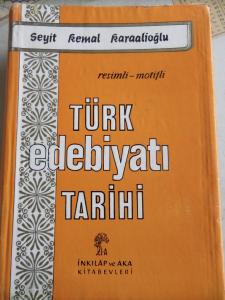 Seyit Kemal Karaalioğlu
resimli – motifli
TÜRK
edebiyatı
TARİHİ
İNKILÂP ve AKA
KİTABEVLERİ